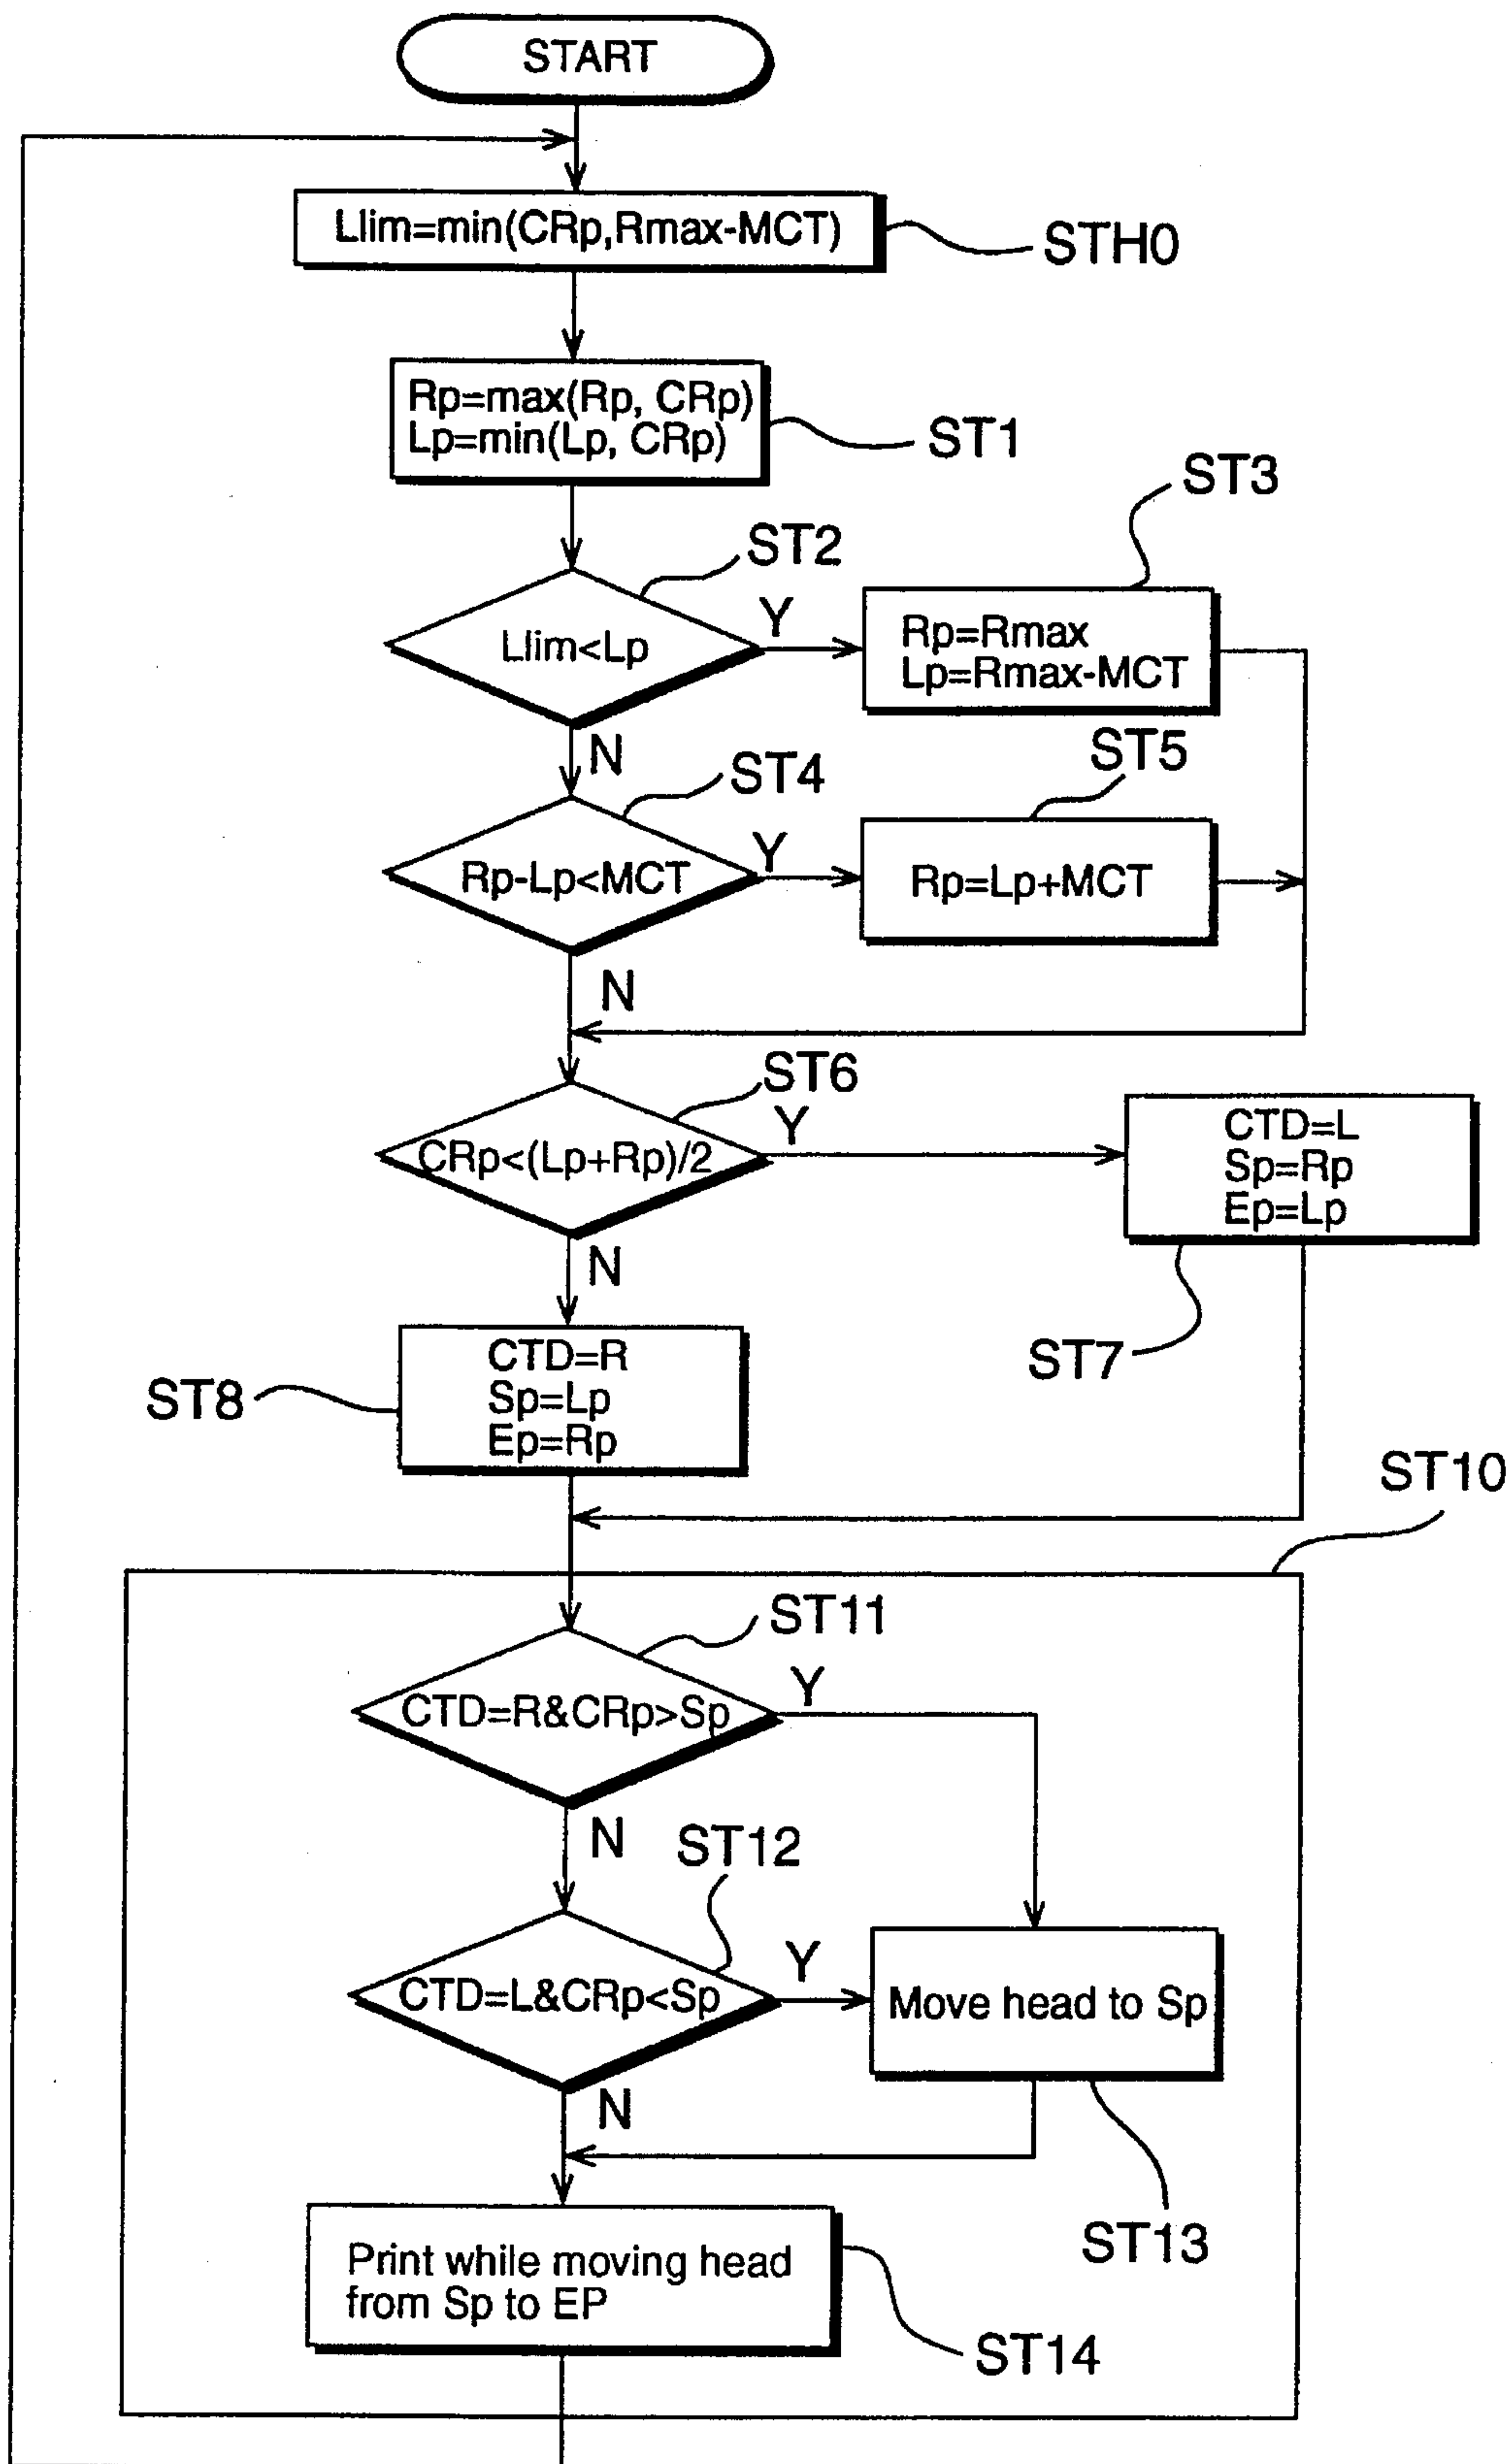 START
Llim=min(CRp,Rmax-MCT)
STH0
Rp=max(Rp, CRp)
Lp=min(Lp, CRp)
ST1
ST3
ST2
Llim<Lp
Y
Rp=Rmax
Lp=Rmax-MCT
N
ST4
ST5
Rp-Lp<MCT
Y
Rp=Lp+MCT
N
ST6
CRp<(Lp+Rp)/2
Y
CTD=L
Sp=Rp
Ep=Lp
N
ST7
ST8
CTD=R
Sp=Lp
Ep=Rp
ST10
ST11
CTD=R&CRp>Sp
Y
N
ST12
CTD=L&CRp<Sp
Y
Move head to Sp
N
ST13
Print while moving head
from Sp to EP
ST14